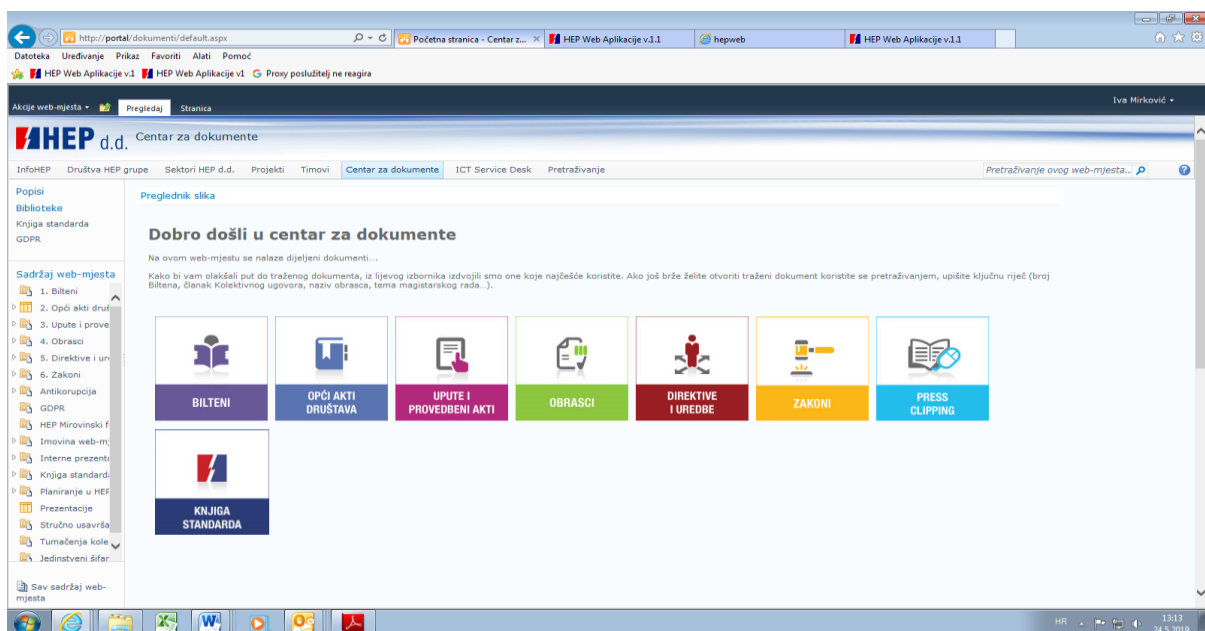 http://portal/dokumenti/default.aspx
Početna stranica - Centar z...
HEP Web Aplikacije v.1.1
hepweb
HEP Web Aplikacije v.1.1
Datoteka Uređivanje Prikaz Favoriti Alati Pomoć
HEP Web Aplikacije v.1 HEP Web Aplikacije v1 Proxy poslužitelj ne reagira
Akcije web-mjesta Pregledaj Stranica
Iva Mirković
HEP d.d. Centar za dokumente
InfoHEP Društva HEP grupe Sektori HEP d.d. Projekti Timovi Centar za dokumente ICT Service Desk Pretraživanje
Pretraživanje ovog web-mjesta...
Popisi
Biblioteke
Knjiga standarda
GDPR
Sadržaj web-mjesta
1. Bilteni
2. Opći akti druš
3. Upute i prove
4. Obrasci
5. Direktive i ur
6. Zakoni
Antikorupcija
GDPR
HEP Mirovinski f
Imovina web-m
Interne prezent
Knjiga standard
Planiranje u HEP
Prezentacije
Stručno usavrša
Tumačenja kole
Jedinstveni šifar
Sav sadržaj web-
mjesta
Preglednik slika
Dobro došli u centar za dokumente
Na ovom web-mjestu se nalaze dijeljeni dokumenti....
Kako bi vam olakšali put do traženog dokumenta, iz lijevog izbornika izdvojili smo one koje najčešće koristite. Ako još brže želite otvoriti traženi dokument koristite se pretraživanjem, upišite ključnu riječ (broj
Biltena, članak Kolektivnog ugovora, naziv obrasca, tema magistarskog rada...).
BILTENI
OPĆI AKTI
DRUŠTAVA
UPUTE I
PROVEDBENI AKTI
OBRASCI
DIREKTIVE
I UREDBE
ZAKONI
PRESS
CLIPPING
KNJIGA
STANDARDA
HR
13:13
24.5.2019